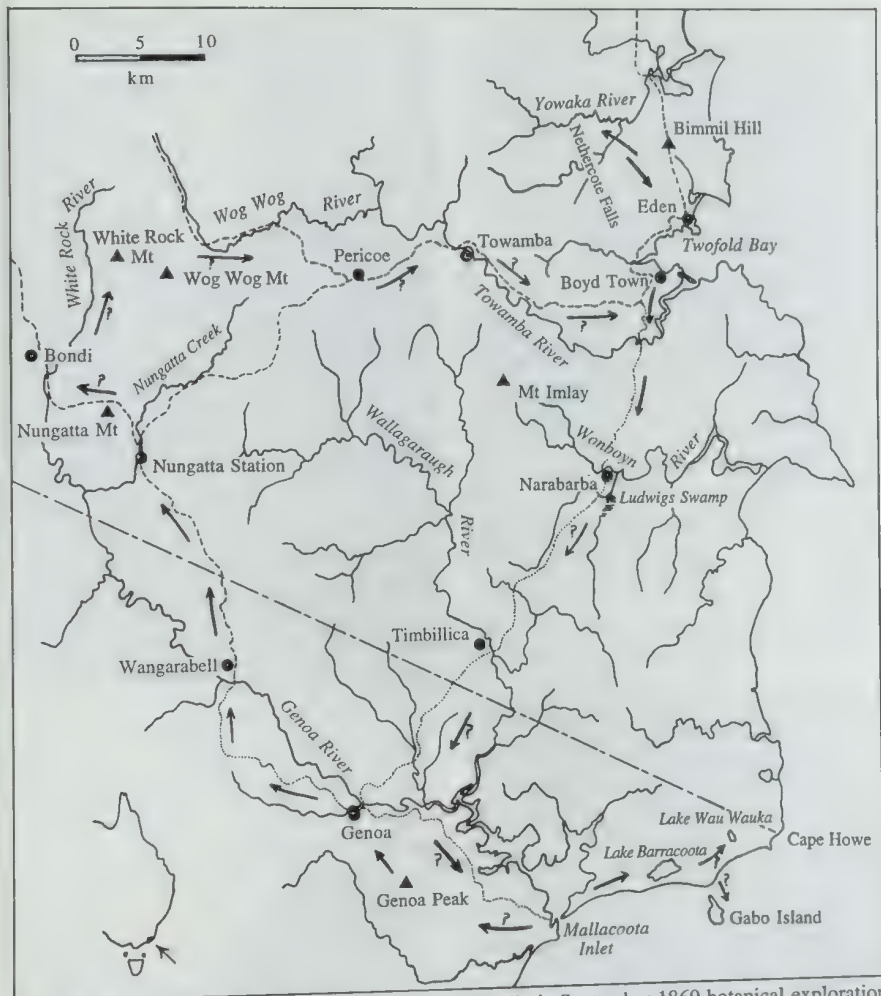 0 5 10
km
Yowaka River
Bimmil Hill
Nethercote Falls
Eden
Twofold Bay
White Rock River
Wog Wog River
White Rock
Mt
Wog Wog Mt
Pericoe
?
Towamba
?
Boyd Town
?
?
Towamba River
?
Bondi
?
Nungatta Creek
Mt Imlay
Nungatta Mt
Wallagaraugh River
Wonboyn River
Nungatta Station
Narabarba
Ludwigs Swamp
?
Timbillica
Wangarabell
?
Genoa River
Lake Wau Wauka
Genoa
Cape Howe
Lake Barracoota
?
?
?
Genoa Peak
Gabo Island
?
Mallacoota
Inlet
1860 botanical exploration